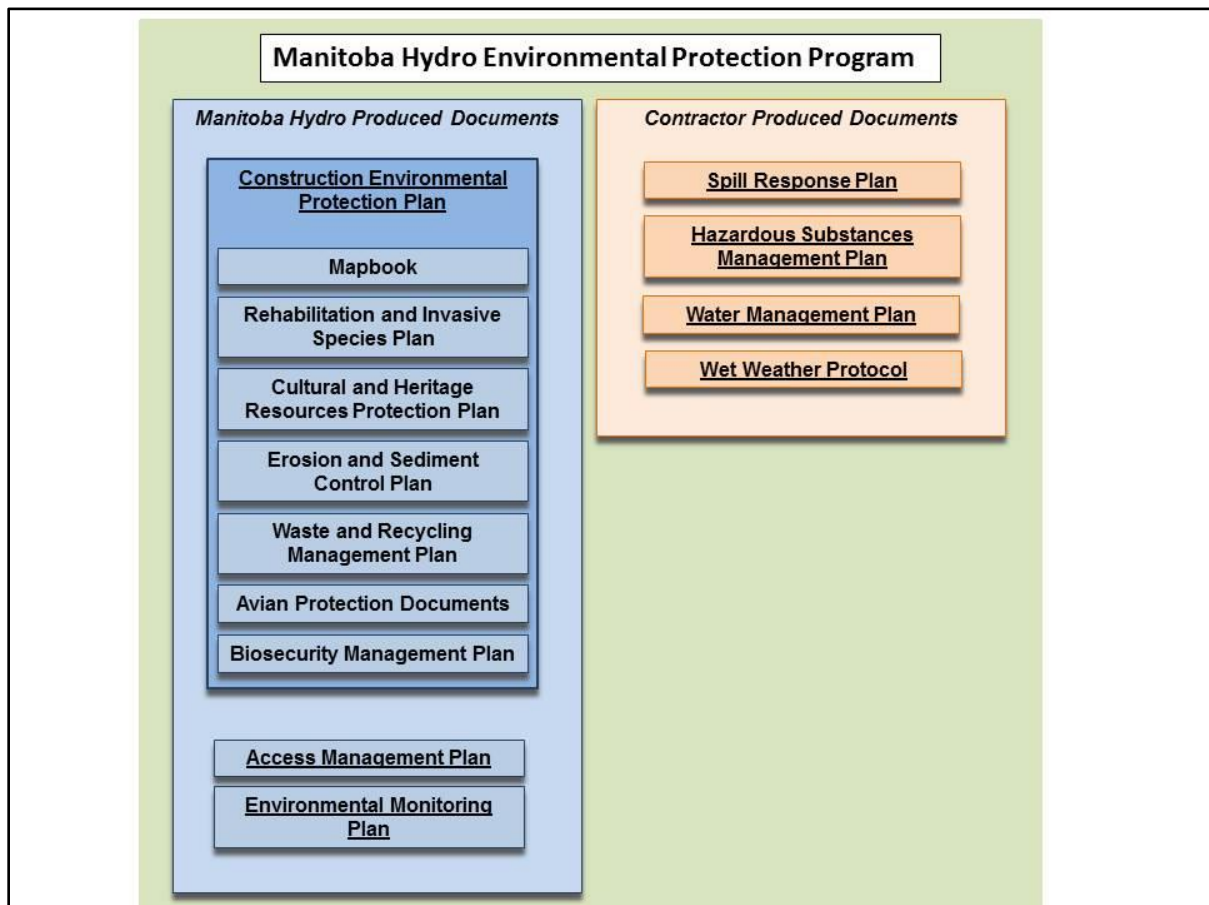 Manitoba Hydro Environmental Protection Program
Manitoba Hydro Produced Documents
Construction Environmental
Protection Plan
Mapbook
Rehabilitation and Invasive
Species Plan
Cultural and Heritage
Resources Protection Plan
Erosion and Sediment
Control Plan
Waste and Recycling
Management Plan
Avian Protection Documents
Biosecurity Management Plan
Access Management Plan
Environmental Monitoring
Plan
Contractor Produced Documents
Spill Response Plan
Hazardous Substances
Management Plan
Water Management Plan
Wet Weather Protocol